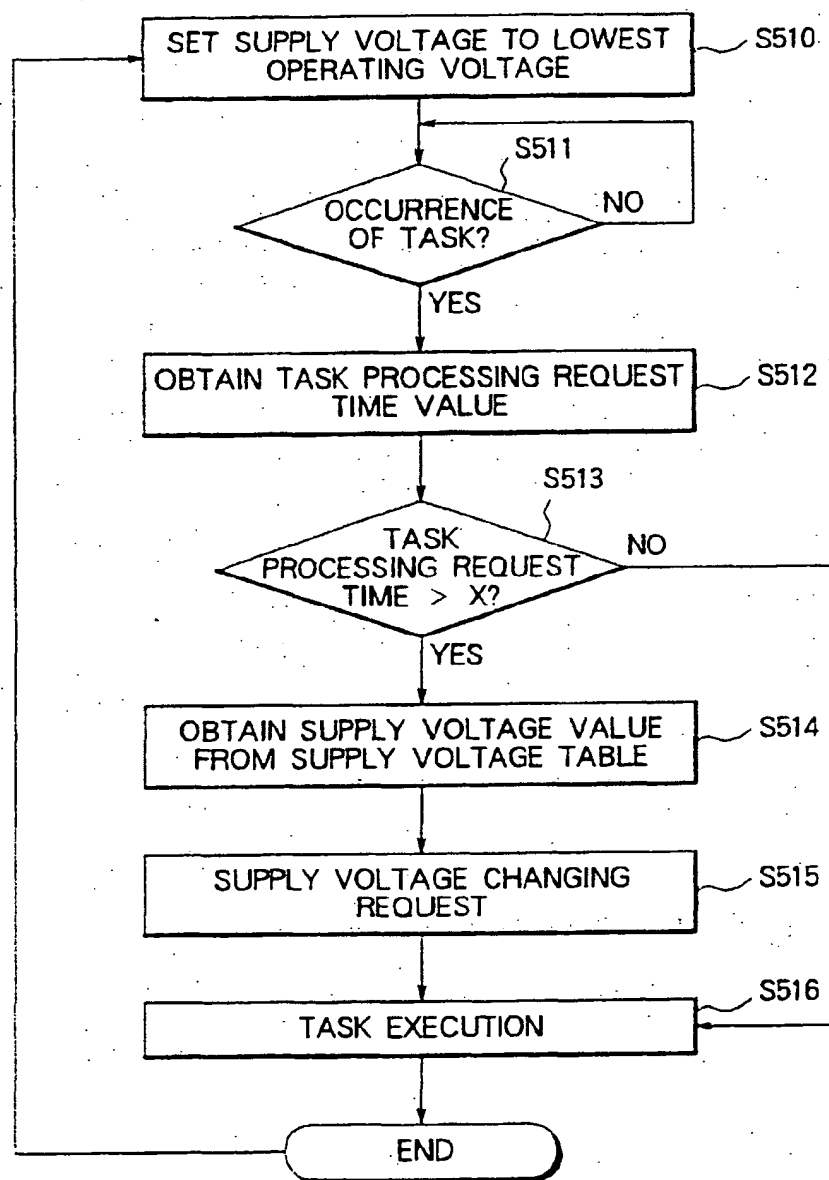 SET SUPPLY VOLTAGE TO LOWEST
OPERATING VOLTAGE
S510
S511
OCCURRENCE
OF TASK?
NO
YES
OBTAIN TASK PROCESSING REQUEST
TIME VALUE
S512
S513
TASK
PROCESSING REQUEST
TIME > X?
NO
YES
OBTAIN SUPPLY VOLTAGE VALUE
FROM SUPPLY VOLTAGE TABLE
S514
SUPPLY VOLTAGE CHANGING
REQUEST
S515
S516
TASK EXECUTION
END